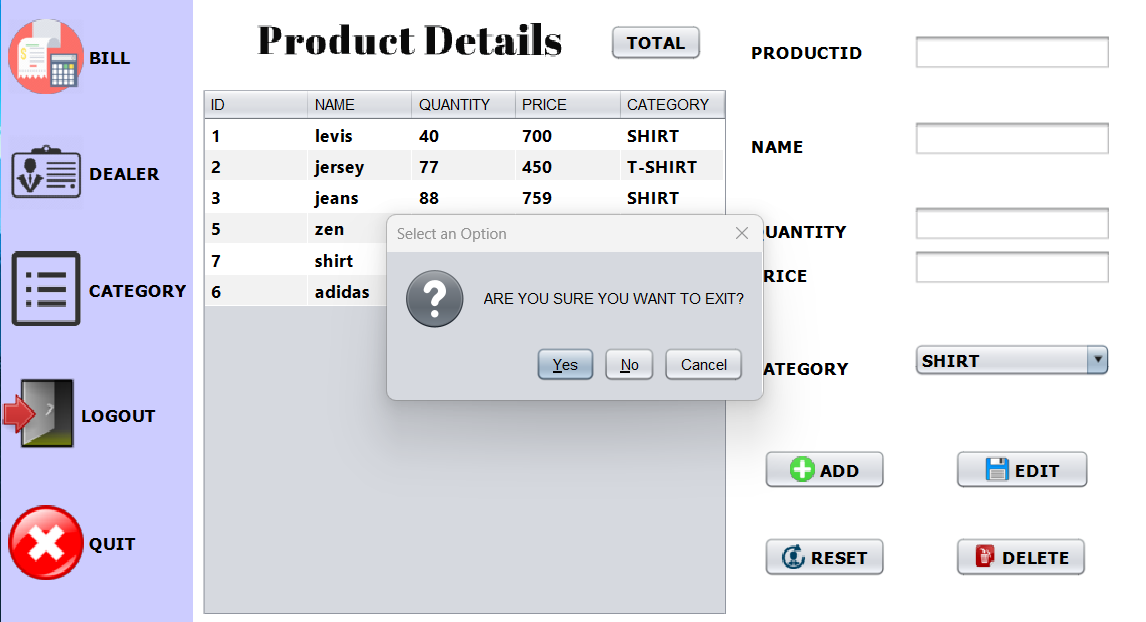 BILL
DEALER
CATEGORY
LOGOUT
QUIT
Product Details
TOTAL
ID NAME QUANTITY PRICE CATEGORY
1 levis 40 700 SHIRT
2 jersey 77 450 T-SHIRT
3 jeans 88 759 SHIRT
5 zen
7 shirt
6 adidas
Select an Option
ARE YOU SURE YOU WANT TO EXIT?
Yes No Cancel
PRODUCTID
NAME
UANTITY
RICE
ATEGORY SHIRT
ADD EDIT
RESET DELETE